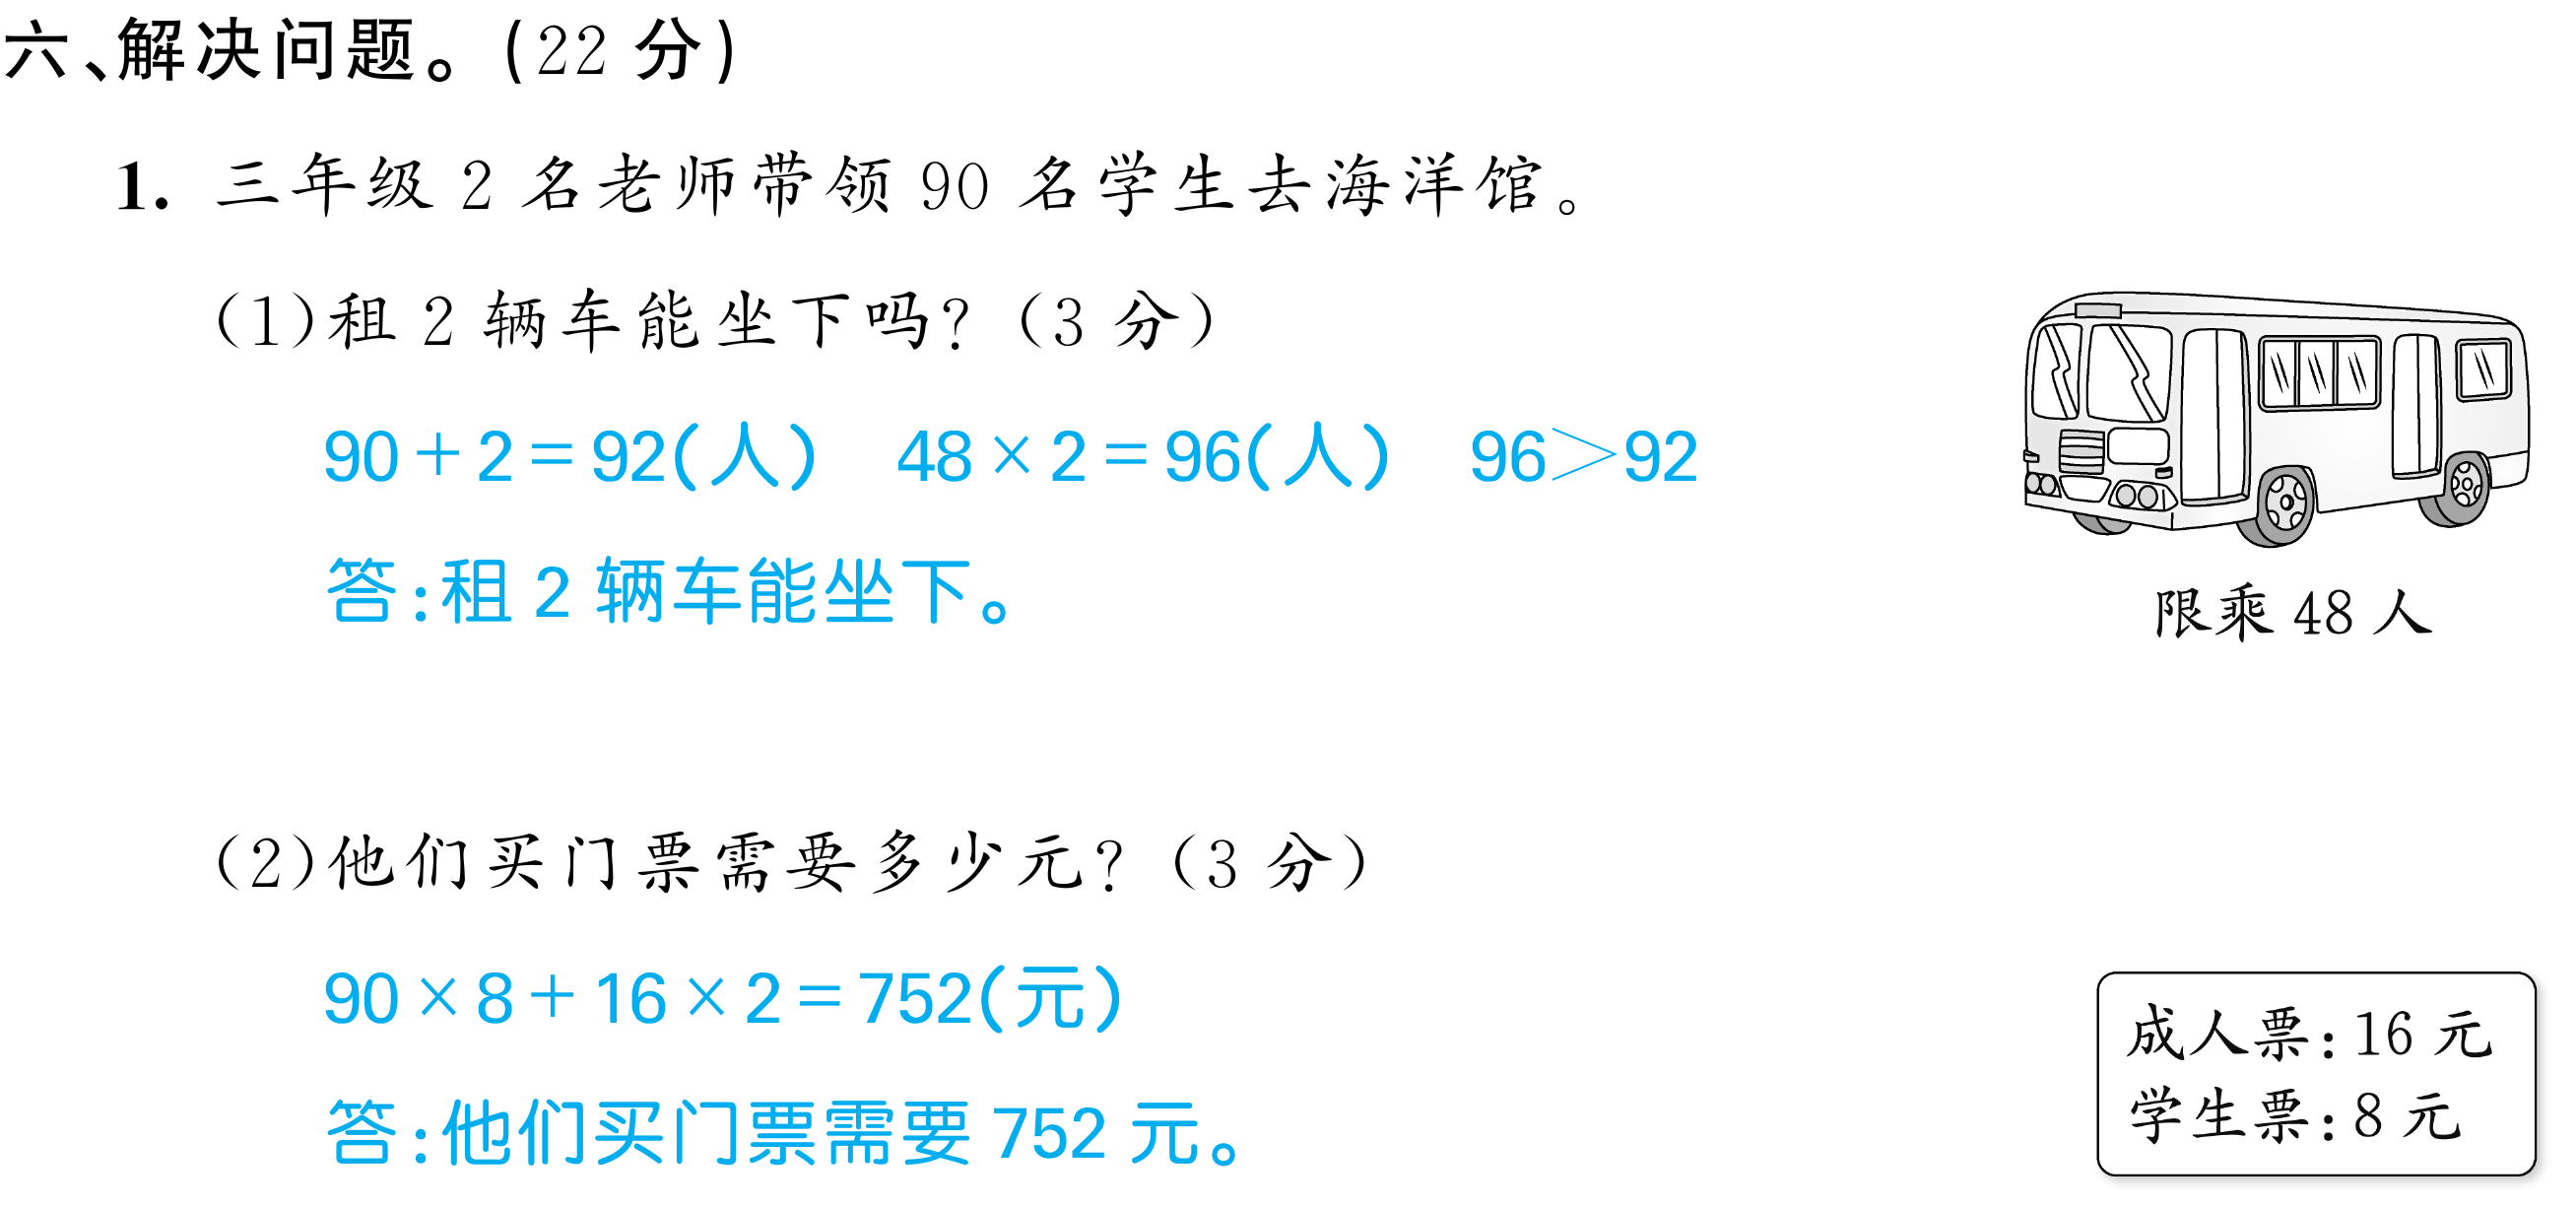 六、解决问题。(22 分)
1. 三年级 2 名老师带领 90 名学生去海洋馆。
(1)租 2 辆车能坐下吗?(3 分)
90+2=92(人) 48×2=96(人) 96>92
答:租 2 辆车能坐下。
限乘 48 人
(2)他们买门票需要多少元?(3 分)
90×8+16×2=752(元)
答:他们买门票需要 752 元。
成人票:16 元
学生票:8 元